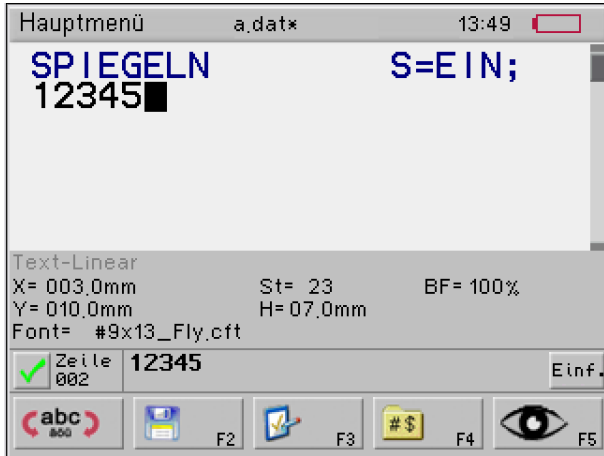 Hauptmenü a.dat* 13:49
SPIEGELN S=EIN;
12345
Text-Linear
X= 003.0mm St= 23 BF= 100%
Y= 010.0mm H= 07.0mm
Font= #9x13_Fly.cft
Zeile 12345 Einf.
002
abc F2 F3 #$ F4 F5